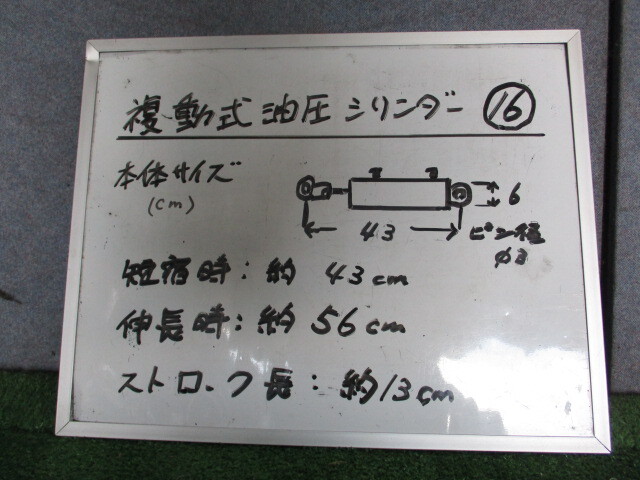 複動式油圧シリンダー ⑯
本体サイズ
(cm)
6
43
ピン径
φ3
短宿時：約 43cm
伸長時：約 56cm
ストローク長：約13cm